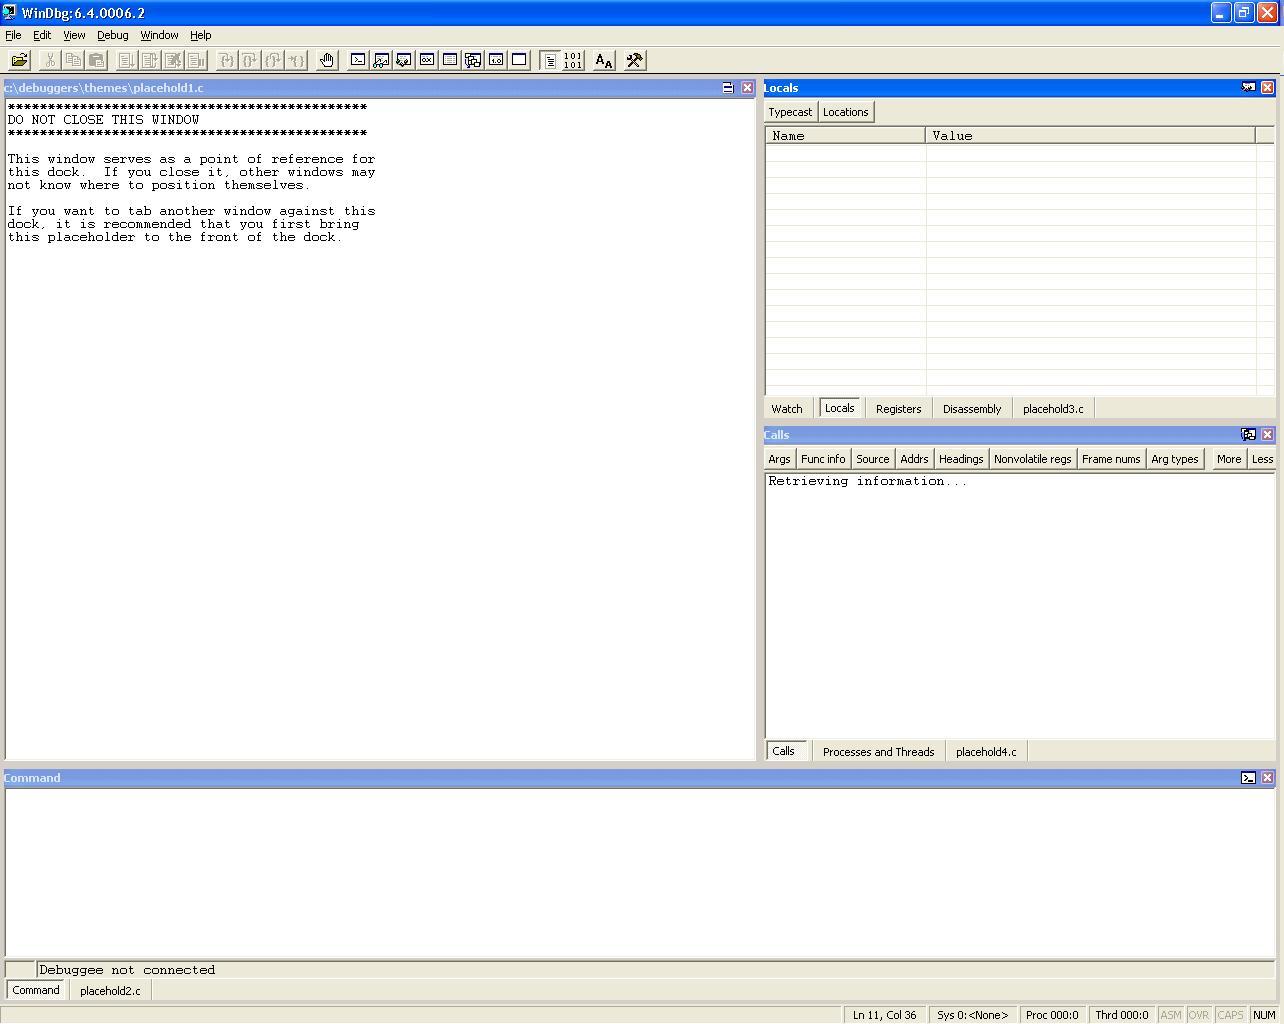 WinDbg:6.4.0006.2
File Edit View Debug Window Help
101
101
AA
c:\debuggers\themes\placehold1.c
*********************************************
DO NOT CLOSE THIS WINDOW
*********************************************
This window serves as a point of reference for
this dock.  If you close it, other windows may
not know where to position themselves.
If you want to tab another window against this
dock, it is recommended that you first bring
this placeholder to the front of the dock.
Locals
Typecast Locations
Name Value
Watch Locals Registers Disassembly placehold3.c
Calls
Args Func info Source Addrs Headings Nonvolatile regs Frame nums Arg types More Less
Retrieving information...
Calls Processes and Threads placehold4.c
Command
Debuggee not connected
Command placehold2.c
Ln 11, Col 36 Sys 0:<None> Proc 000:0 Thrd 000:0 ASM OVR CAPS NUM